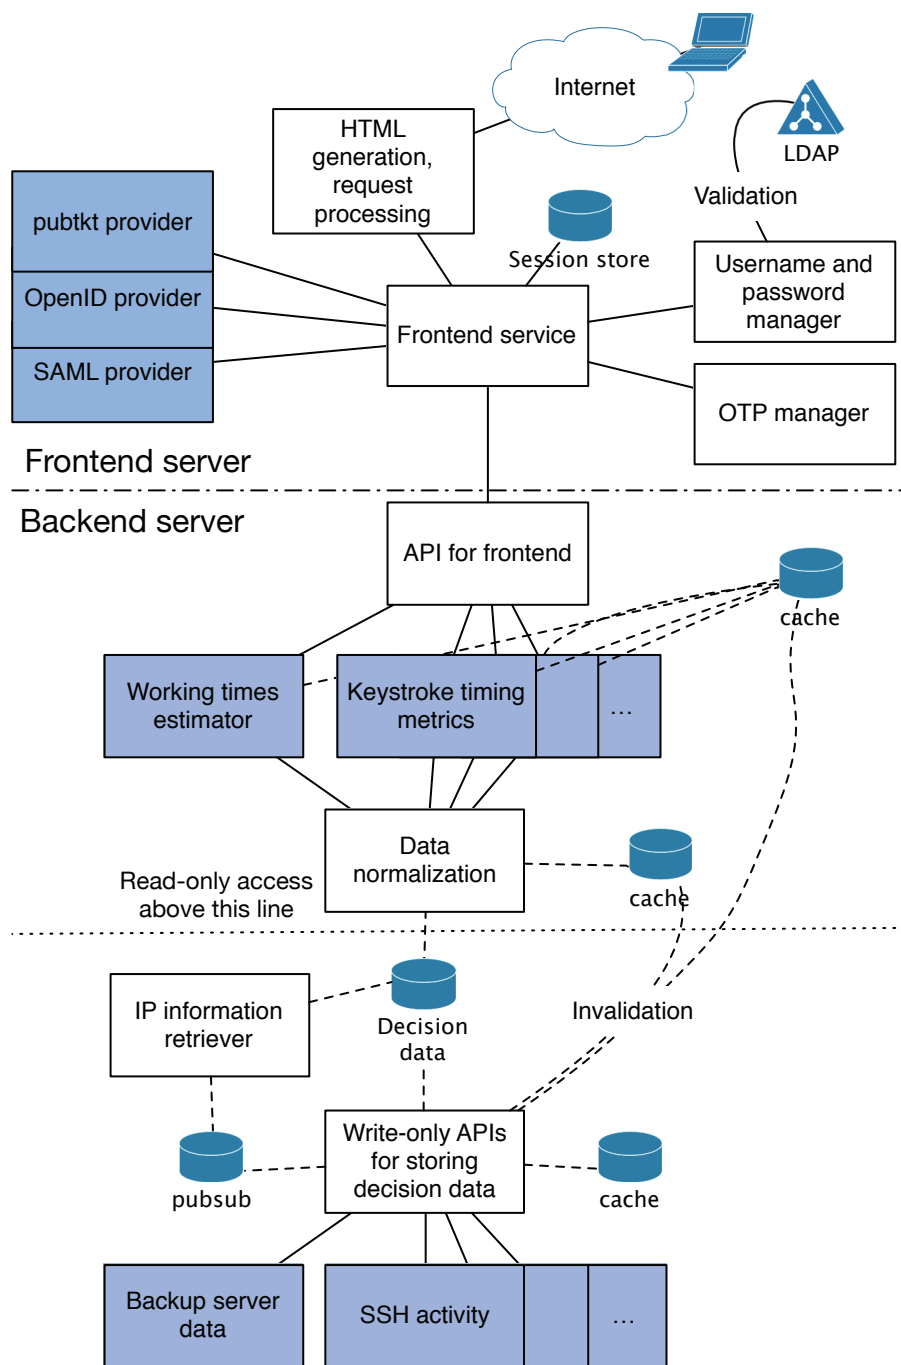 Internet
HTML
generation,
request
processing
LDAP
Validation
pubtkt provider
Session store
Username and
password
manager
OpenID provider
Frontend service
SAML provider
OTP manager
Frontend server
Backend server
API for frontend
cache
Working times
estimator
Keystroke timing
metrics
...
Data
normalization
cache
Read-only access
above this line
IP information
retriever
Decision
data
Invalidation
Write-only APIs
for storing
decision data
pubsub
cache
Backup server
data
SSH activity
...